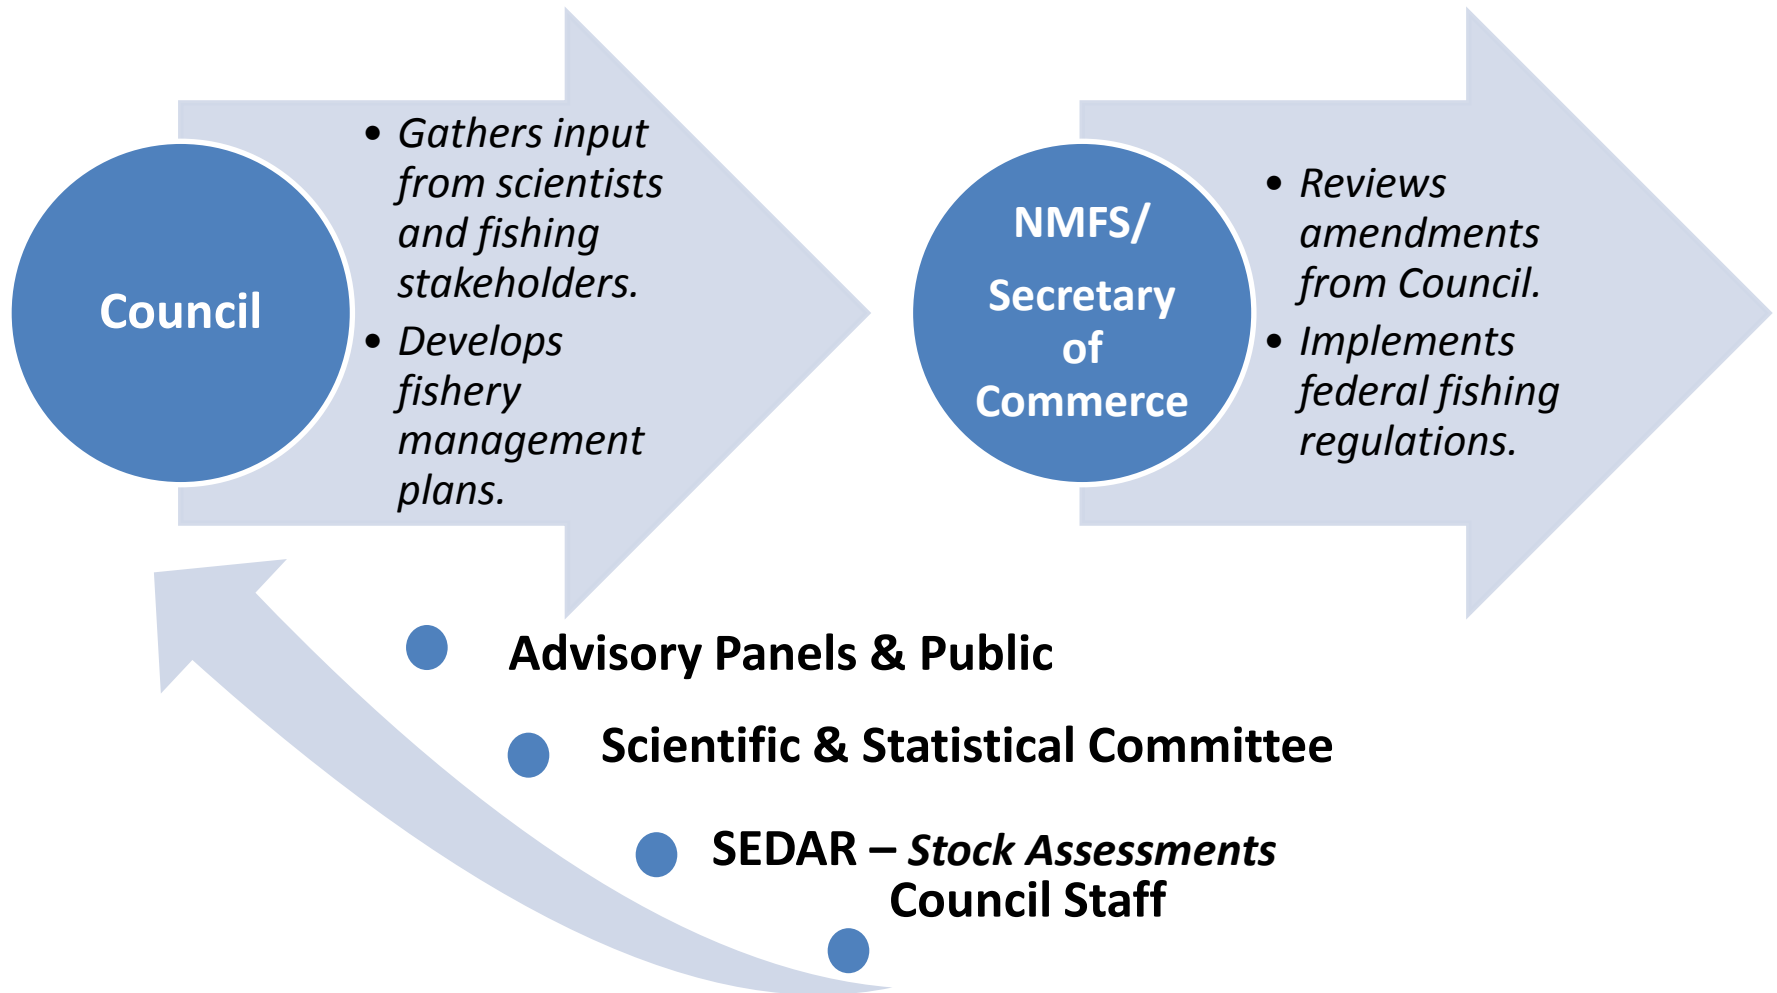 Council
• Gathers input
from scientists
and fishing
stakeholders.
• Develops
fishery
management
plans.
NMFS/
Secretary
of
Commerce
• Reviews
amendments
from Council.
• Implements
federal fishing
regulations.
Advisory Panels & Public
Scientific & Statistical Committee
SEDAR – Stock Assessments
Council Staff